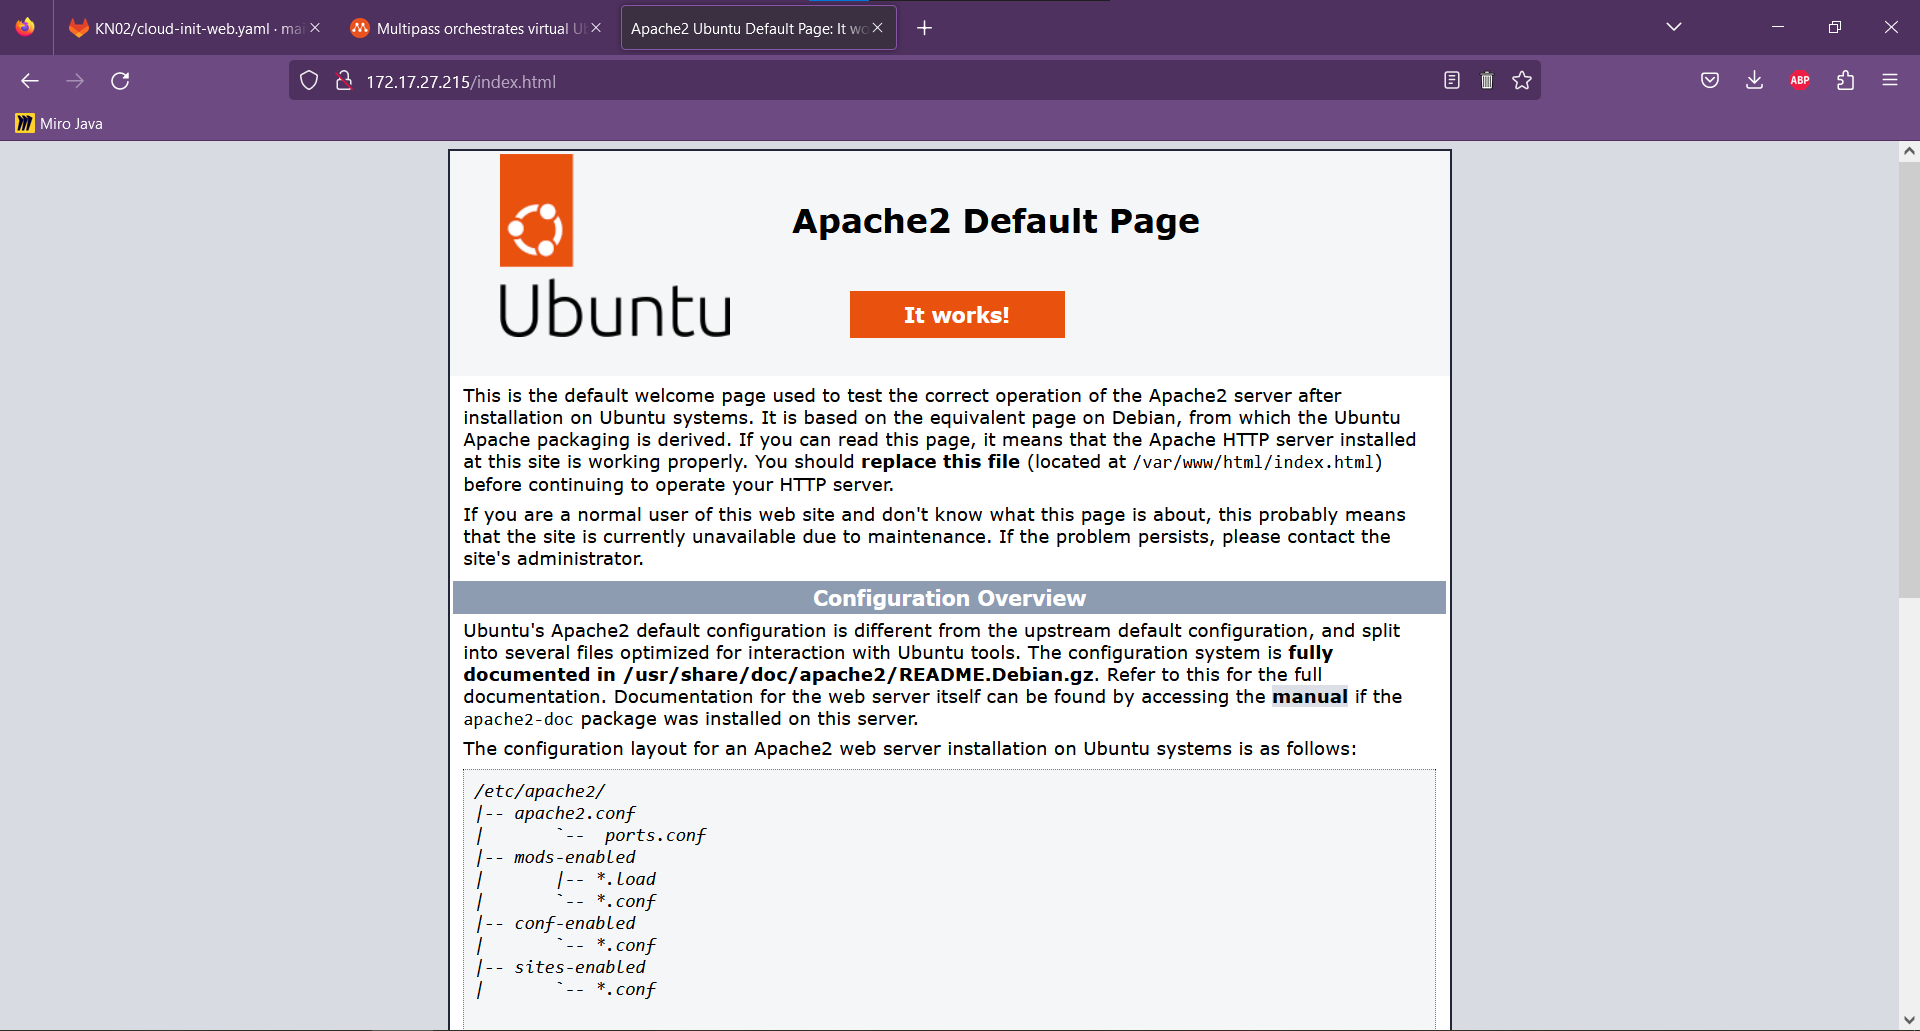 KN02/cloud-init-web.yaml · mai
Multipass orchestrates virtual U
Apache2 Ubuntu Default Page: It wo
172.17.27.215/index.html
ABP
Miro Java
Apache2 Default Page
Ubuntu
It works!
This is the default welcome page used to test the correct operation of the Apache2 server after
installation on Ubuntu systems. It is based on the equivalent page on Debian, from which the Ubuntu
Apache packaging is derived. If you can read this page, it means that the Apache HTTP server installed
at this site is working properly. You should replace this file (located at /var/www/html/index.html)
before continuing to operate your HTTP server.
If you are a normal user of this web site and don't know what this page is about, this probably means
that the site is currently unavailable due to maintenance. If the problem persists, please contact the
site's administrator.
Configuration Overview
Ubuntu's Apache2 default configuration is different from the upstream default configuration, and split
into several files optimized for interaction with Ubuntu tools. The configuration system is fully
documented in /usr/share/doc/apache2/README.Debian.gz. Refer to this for the full
documentation. Documentation for the web server itself can be found by accessing the manual if the
apache2-doc package was installed on this server.
The configuration layout for an Apache2 web server installation on Ubuntu systems is as follows:
/etc/apache2/
|-- apache2.conf
|       `--  ports.conf
|-- mods-enabled
|       |-- *.load
|       `-- *.conf
|-- conf-enabled
|       `-- *.conf
|-- sites-enabled
|       `-- *.conf